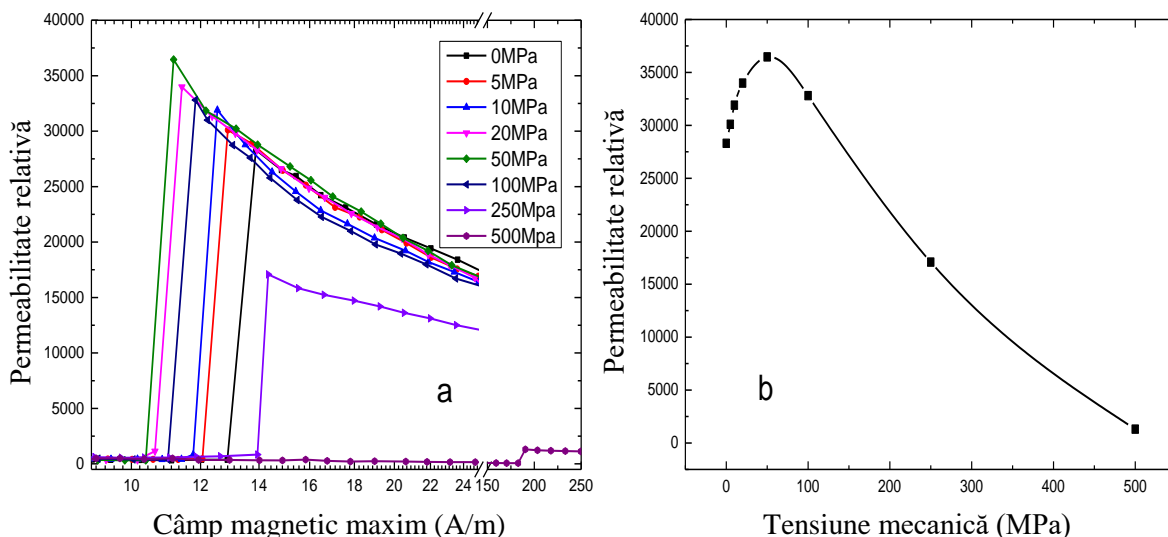 40000
35000
30000
25000
20000
15000
10000
5000
0
Permeabilitate relativă
0MPa
5MPa
10MPa
20MPa
50MPa
100MPa
250Mpa
500Mpa
a
10 12 14 16 18 20 22 24 150 200 250
Câmp magnetic maxim (A/m)
40000
35000
30000
25000
20000
15000
10000
5000
0
Permeabilitate relativă
b
0 100 200 300 400 500
Tensiune mecanică (MPa)